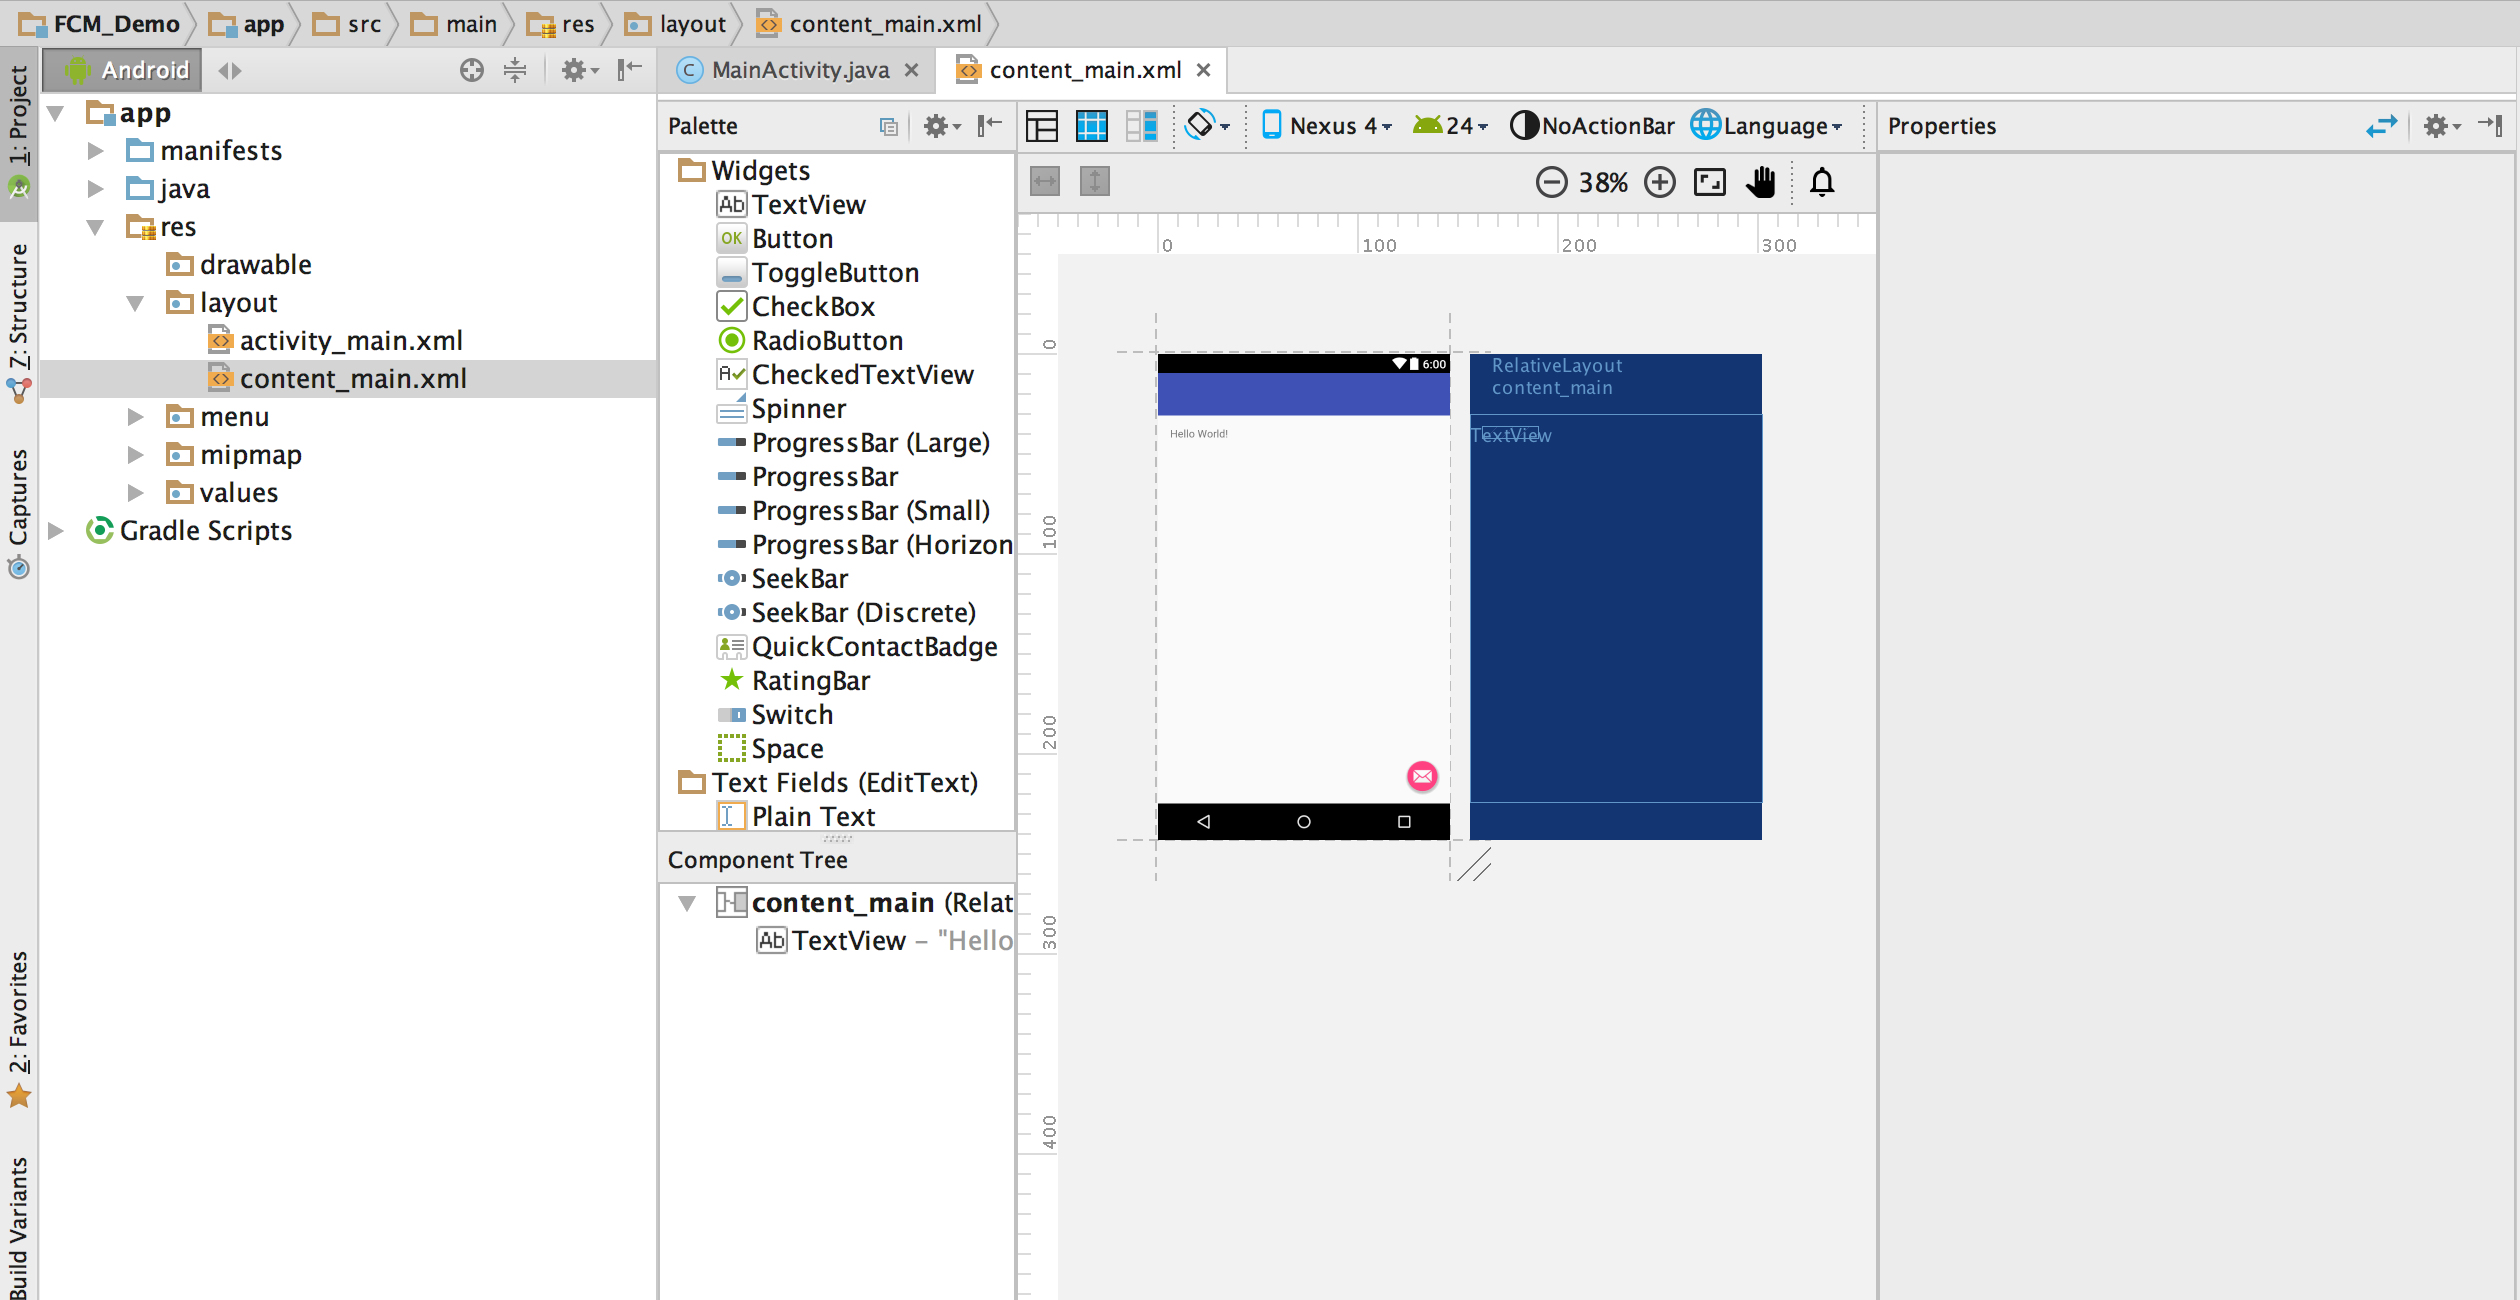 FCM_Demo app src main res layout content_main.xml
1: Project
Z: Structure
Captures
2: Favorites
Build Variants
Android
app
manifests
java
res
drawable
layout
activity_main.xml
content_main.xml
menu
mipmap
values
Gradle Scripts
MainActivity.java content_main.xml
Palette
Widgets
Ab TextView
OK Button
ToggleButton
CheckBox
RadioButton
A CheckedTextView
Spinner
ProgressBar (Large)
ProgressBar
ProgressBar (Small)
ProgressBar (Horizon
SeekBar
SeekBar (Discrete)
QuickContactBadge
RatingBar
Switch
Space
Text Fields (EditText)
Plain Text
Component Tree
content_main (Relat
Ab TextView – "Hello
Nexus 4 24 NoActionBar Language
38%
0 100 200 300
0
100
200
300
400
6:00
Hello World!
RelativeLayout
content_main
TextView
Properties